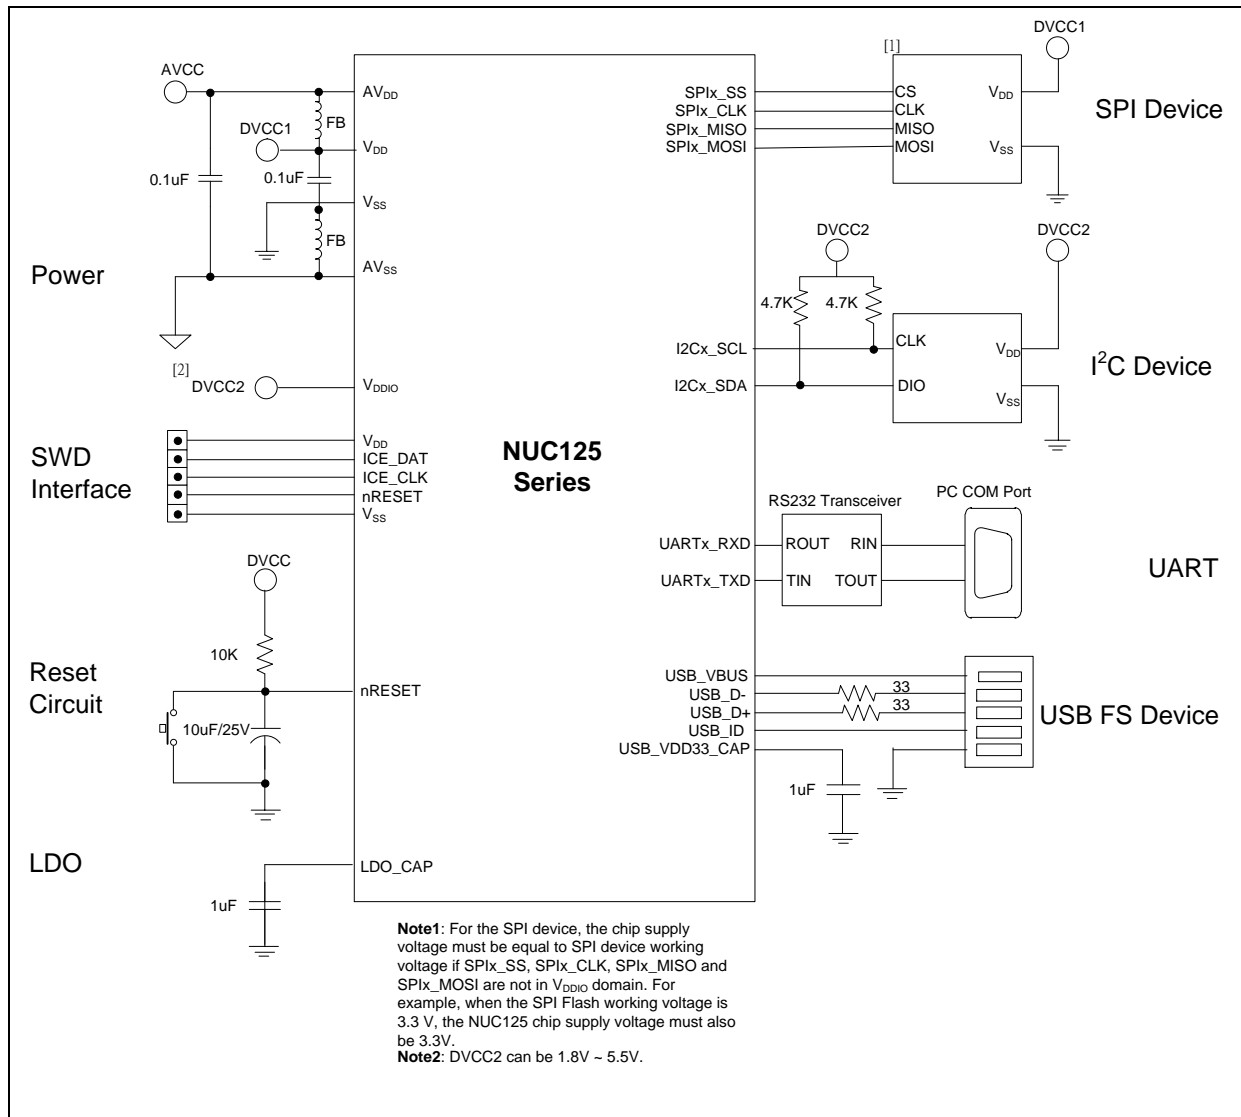 Power
AVCC
AVDD
FB
DVCC1
VDD
0.1uF
0.1uF
VSS
FB
AVSS
[2]
DVCC2
VDDIO
SWD
Interface
VDD
ICE_DAT
ICE_CLK
nRESET
VSS
Reset
Circuit
DVCC
10K
nRESET
10uF/25V
LDO
LDO_CAP
1uF
NUC125
Series
[1]
DVCC1
SPIx_SS
SPIx_CLK
SPIx_MISO
SPIx_MOSI
CS
CLK
MISO
MOSI
VDD
VSS
SPI Device
DVCC2
DVCC2
4.7K
4.7K
I2Cx_SCL
I2Cx_SDA
CLK
DIO
VDD
VSS
I2C Device
RS232 Transceiver
PC COM Port
UARTx_RXD
UARTx_TXD
ROUT
RIN
TIN
TOUT
UART
USB_VBUS
USB_D-
33
USB_D+
33
USB_ID
USB_VDD33_CAP
1uF
USB FS Device
Note1: For the SPI device, the chip supply
voltage must be equal to SPI device working
voltage if SPIx_SS, SPIx_CLK, SPIx_MISO and
SPIx_MOSI are not in VDDIO domain. For
example, when the SPI Flash working voltage is
3.3 V, the NUC125 chip supply voltage must also
be 3.3V.
Note2: DVCC2 can be 1.8V ~ 5.5V.